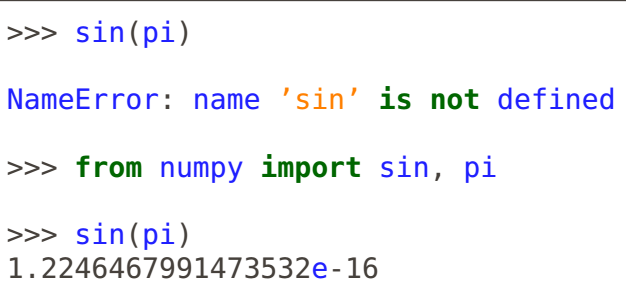 >>> sin(pi)
NameError: name ’sin’ is not defined
>>> from numpy import sin, pi
>>> sin(pi)
1.2246467991473532e-16